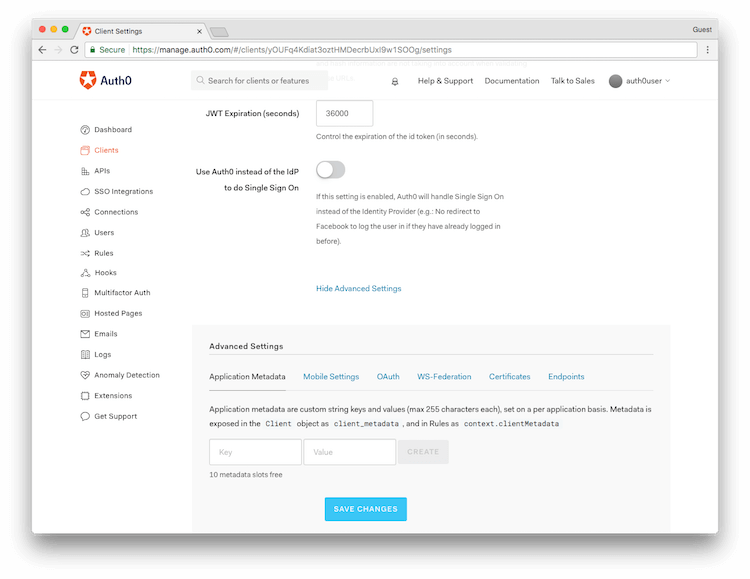 Client Settings
Guest
Secure
https://manage.auth0.com/#/clients/yOUFq4Kdlat3oztHMDecrbUxl9w1SOOg/settings
Auth0
Search for clients or features
Help & Support
Documentation
Talk to Sales
auth0user
Dashboard
Clients
APIs
SSO Integrations
Connections
Users
Rules
Hooks
Multifactor Auth
Hosted Pages
Emails
Logs
Anomaly Detection
Extensions
Get Support
JWT Expiration (seconds)
36000
Control the expiration of the id token (in seconds).
Use Auth0 instead of the IdP
to do Single Sign On
If this setting is enabled, Auth0 will handle Single Sign On
instead of the Identity Provider (e.g.: No redirect to
Facebook to log the user in if they have already logged in
before).
Hide Advanced Settings
Advanced Settings
Application Metadata
Mobile Settings
OAuth
WS-Federation
Certificates
Endpoints
Application metadata are custom string keys and values (max 255 characters each), set on a per application basis. Metadata is
exposed in the Client object as client_metadata , and in Rules as context.clientMetadata
Key
Value
CREATE
10 metadata slots free
SAVE CHANGES